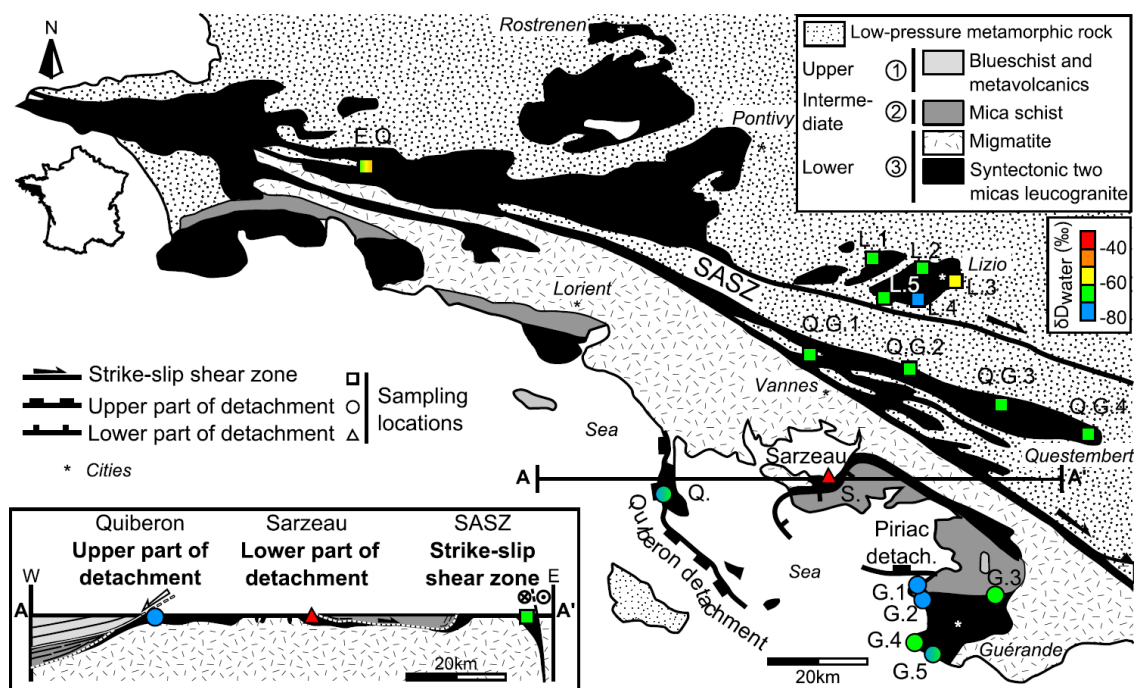 N
Rostrenen
Pontivy
E.Q.
Low-pressure metamorphic rock
Upper
1
Blueschist and
metavolcanics
Interme-
diate
2
Mica schist
Migmatite
Lower
3
Syntectonic two
micas leucogranite
δDwater (‰)
-40
-60
-80
L.1
L.2
Lizio
L.3
L.5
L.4
SASZ
Lorient
Q.G.1
Q.G.2
Q.G.3
Q.G.4
Vannes
Questembert
Strike-slip shear zone
Upper part of detachment
Lower part of detachment
Sampling
locations
* Cities
Sea
Sarzeau
A
A'
Q.
S.
Quiberon detachment
Sea
Piriac
detach.
G.1
G.2
G.3
G.4
G.5
Guérande
20km
Quiberon
Sarzeau
SASZ
Upper part of
detachment
Lower part of
detachment
Strike-slip
shear zone
W
E
A
A'
20km